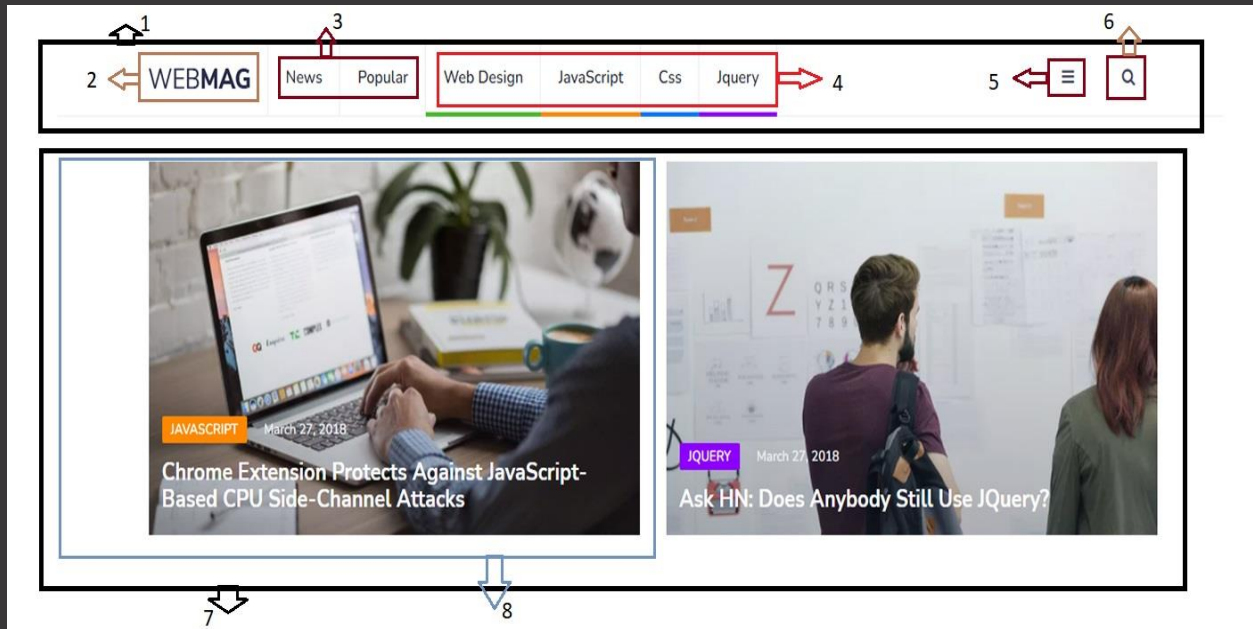 1
3
6
2
WEBMAG
News
Popular
Web Design
JavaScript
Css
Jquery
4
5
Z
Q R S
JAVASCRIPT
March 27, 2018
Chrome Extension Protects Against JavaScript-
Based CPU Side-Channel Attacks
JQUERY
March 27, 2018
Ask HN: Does Anybody Still Use JQuery?
7
8